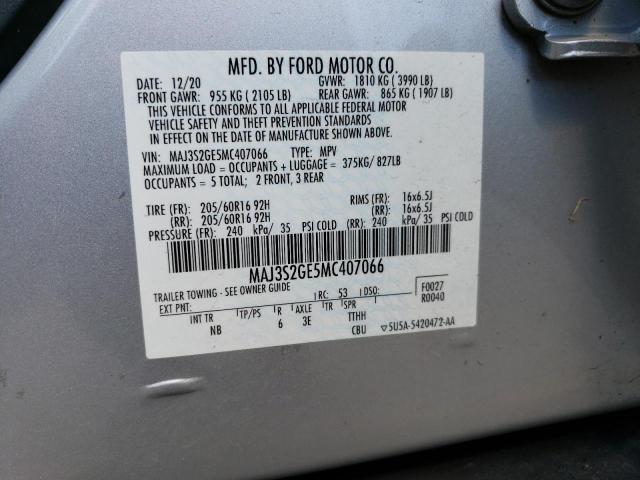 MFD. BY FORD MOTOR CO.
DATE: 12/20 GVWR: 1810 KG ( 3990 LB)
FRONT GAWR: 955 KG ( 2105 LB) REAR GAWR: 865 KG ( 1907 LB)
THIS VEHICLE CONFORMS TO ALL APPLICABLE FEDERAL MOTOR
VEHICLE SAFETY AND THEFT PREVENTION STANDARDS
IN EFFECT ON THE DATE OF MANUFACTURE SHOWN ABOVE.
VIN: MAJ3S2GE5MC407066 TYPE: MPV
MAXIMUM LOAD = OCCUPANTS + LUGGAGE = 375KG/ 827LB
OCCUPANTS = 5 TOTAL; 2 FRONT, 3 REAR
TIRE (FR): 205/60R16 92H RIMS (FR): 16x6.5J
(RR): 205/60R16 92H (RR): 16x6.5J
PRESSURE (FR): 240 kPa/ 35 PSI COLD (RR): 240 kPa/ 35 PSI COLD
MAJ3S2GE5MC407066
TRAILER TOWING - SEE OWNER GUIDE
EXT PNT: RC: 53 DSO: F0027
R0040
INT TR TP/PS R AXLE TR SPR
NB 6 3E TTHH
CBU ▽5U5A-5420472-AA